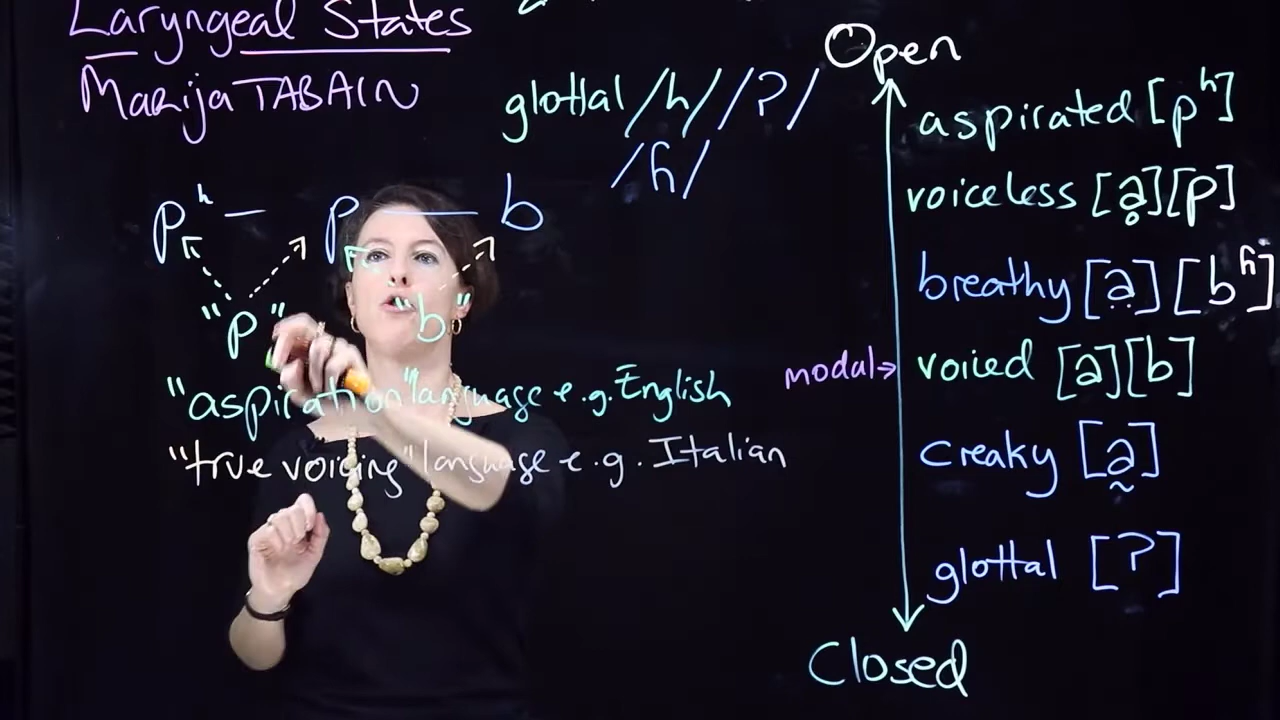 Laryngeal States
Marija TABAIN
glottal /h/ /ʔ/
/ɦ/
pʰ — p — b
"p" "b"
"aspiration" language e.g. English
"true voicing" language e.g. Italian
Open
aspirated [pʰ]
voiceless [ḁ] [p]
breathy [a̤] [bʱ]
modal → voiced [a] [b]
creaky [a̰]
glottal [ʔ]
Closed